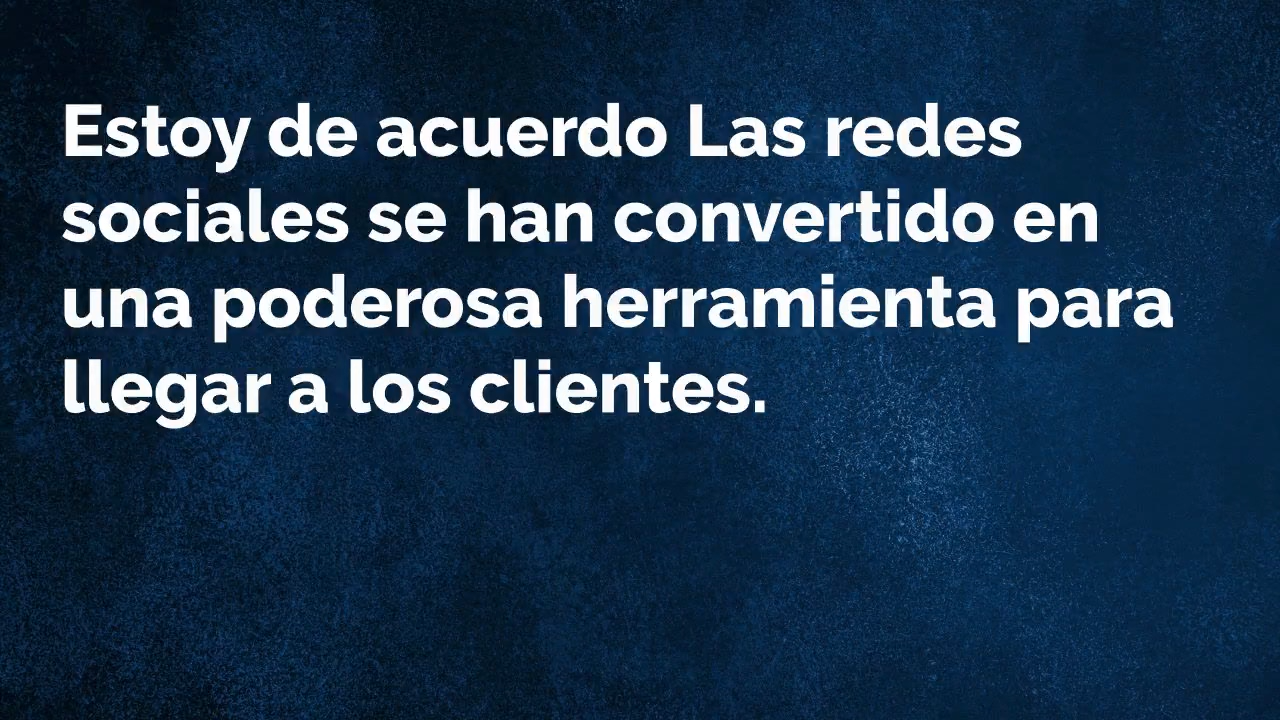 Estoy de acuerdo Las redes
sociales se han convertido en
una poderosa herramienta para
llegar a los clientes.